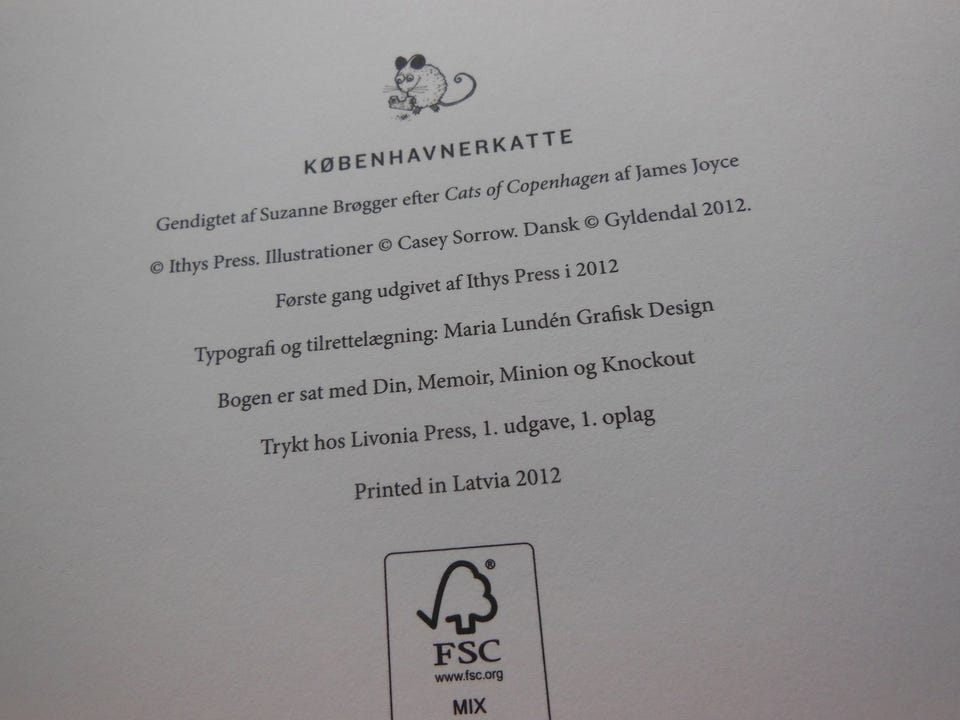 KØBENHAVNERKATTE
Gendigtet af Suzanne Brøgger efter Cats of Copenhagen af James Joyce
© Ithys Press. Illustrationer © Casey Sorrow. Dansk © Gyldendal 2012.
Første gang udgivet af Ithys Press i 2012
Typografi og tilrettelægning: Maria Lundén Grafisk Design
Bogen er sat med Din, Memoir, Minion og Knockout
Trykt hos Livonia Press, 1. udgave, 1. oplag
Printed in Latvia 2012
®
FSC
www.fsc.org
MIX